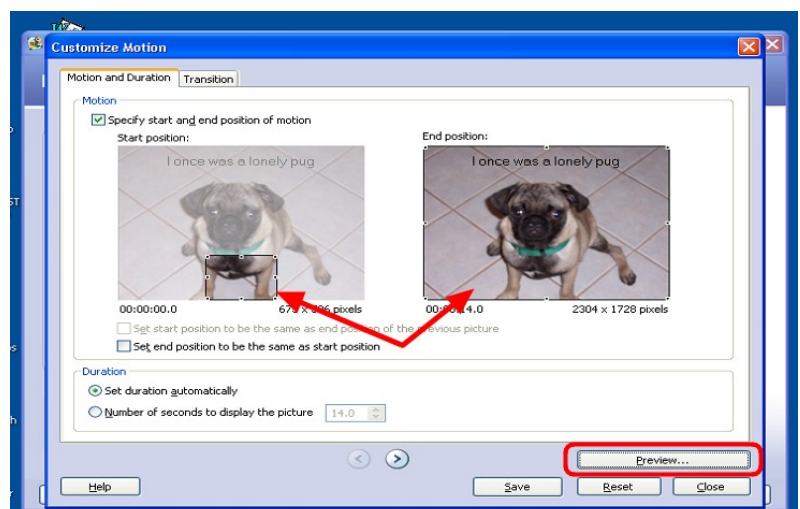 Customize Motion
Motion and Duration Transition
Motion
Specify start and end position of motion
Start position: End position:
I once was a lonely pug I once was a lonely pug
00:00:00.0 pixels 2304 x 1728 pixels
Set start position to be the same as end position of the previous picture
Set end position to be the same as start position
Duration
Set duration automatically
Number of seconds to display the picture 14.0
Preview...
Help Save Reset Close